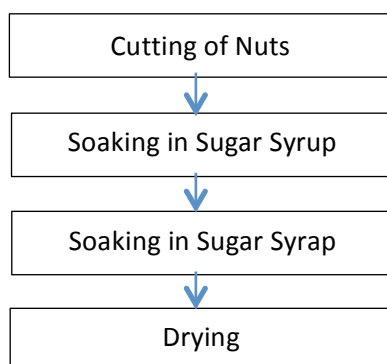 Cutting of Nuts
Soaking in Sugar Syrup
Soaking in Sugar Syrap
Drying